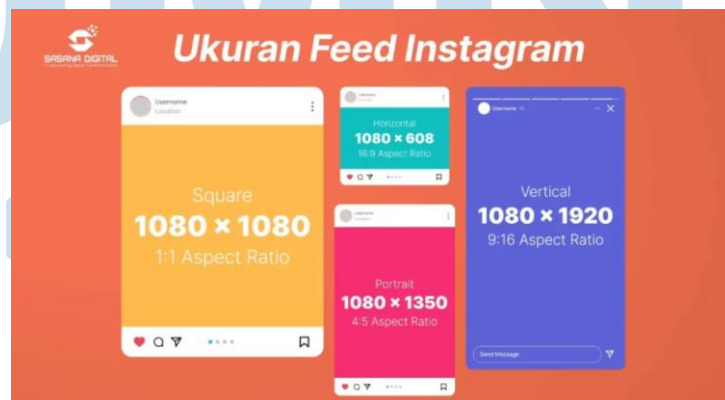 SASANA DIGITAL
Ukuran Feed Instagram
Username
Location
Square
1080 × 1080
1:1 Aspect Ratio
Username
Horizontal
1080 × 608
16:9 Aspect Ratio
Username
Portrait
1080 × 1350
4:5 Aspect Ratio
Username
Vertical
1080 × 1920
9:16 Aspect Ratio
Send Message